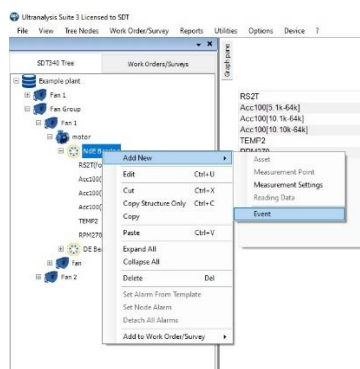 Ultranalysis Suite 3 Licensed to SDT
File View Tree Nodes Work Order/Survey Reports Utilities Options Device ?
SDT340 Tree
Work Orders/Surveys
Graph pane
Example plant
Fan 1
Fan Group
Fan 1
motor
RS2T
Acc100[
Acc100[
Acc100[
TEMP2
RPM270
DE Be
fan
Fan 2
Add New
Edit Ctrl+U
Cut Ctrl+X
Copy Structure Only Ctrl+C
Copy
Paste Ctrl+V
Expand All
Collapse All
Delete Del
Set Alarm From Template
Set Node Alarm
Detach All Alarms
Add to Work Order/Survey
Asset
Measurement Point
Measurement Settings
Reading Data
Event
RS2T
Acc100[5.1k-64k]
Acc100[10.1k-64k]
Acc100[10.10k-64k]
TEMP2